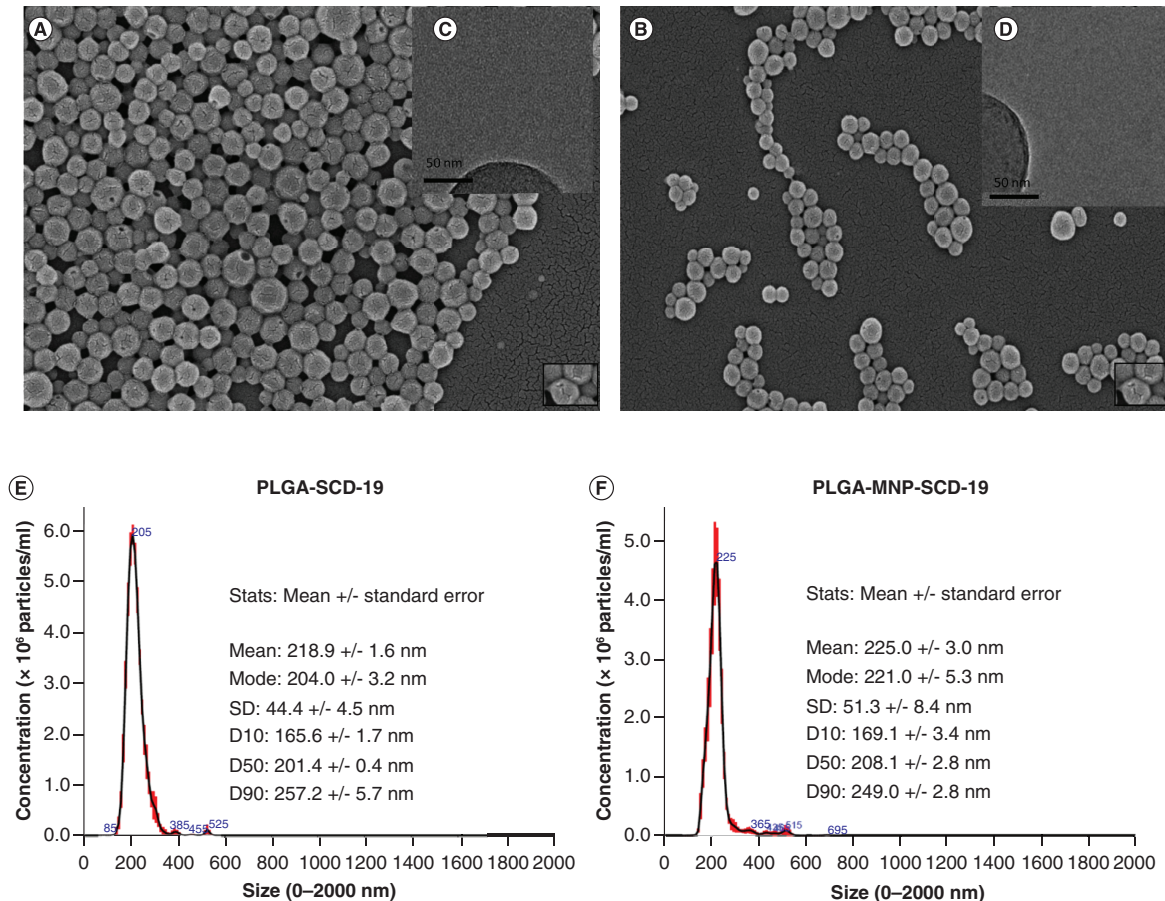 A
C
50 nm
B
D
50 nm
E
PLGA-SCD-19
Concentration (× 10⁶ particles/ml)
6.0
5.0
4.0
3.0
2.0
1.0
0.0
205
Stats: Mean +/- standard error
Mean: 218.9 +/- 1.6 nm
Mode: 204.0 +/- 3.2 nm
SD: 44.4 +/- 4.5 nm
D10: 165.6 +/- 1.7 nm
D50: 201.4 +/- 0.4 nm
D90: 257.2 +/- 5.7 nm
85 385 455 525
0 200 400 600 800 1000 1200 1400 1600 1800 2000
Size (0–2000 nm)
F
PLGA-MNP-SCD-19
Concentration (× 10⁶ particles/ml)
5.0
4.0
3.0
2.0
1.0
0.0
225
Stats: Mean +/- standard error
Mean: 225.0 +/- 3.0 nm
Mode: 221.0 +/- 5.3 nm
SD: 51.3 +/- 8.4 nm
D10: 169.1 +/- 3.4 nm
D50: 208.1 +/- 2.8 nm
D90: 249.0 +/- 2.8 nm
365 515 695
0 200 400 600 800 1000 1200 1400 1600 1800 2000
Size (0–2000 nm)